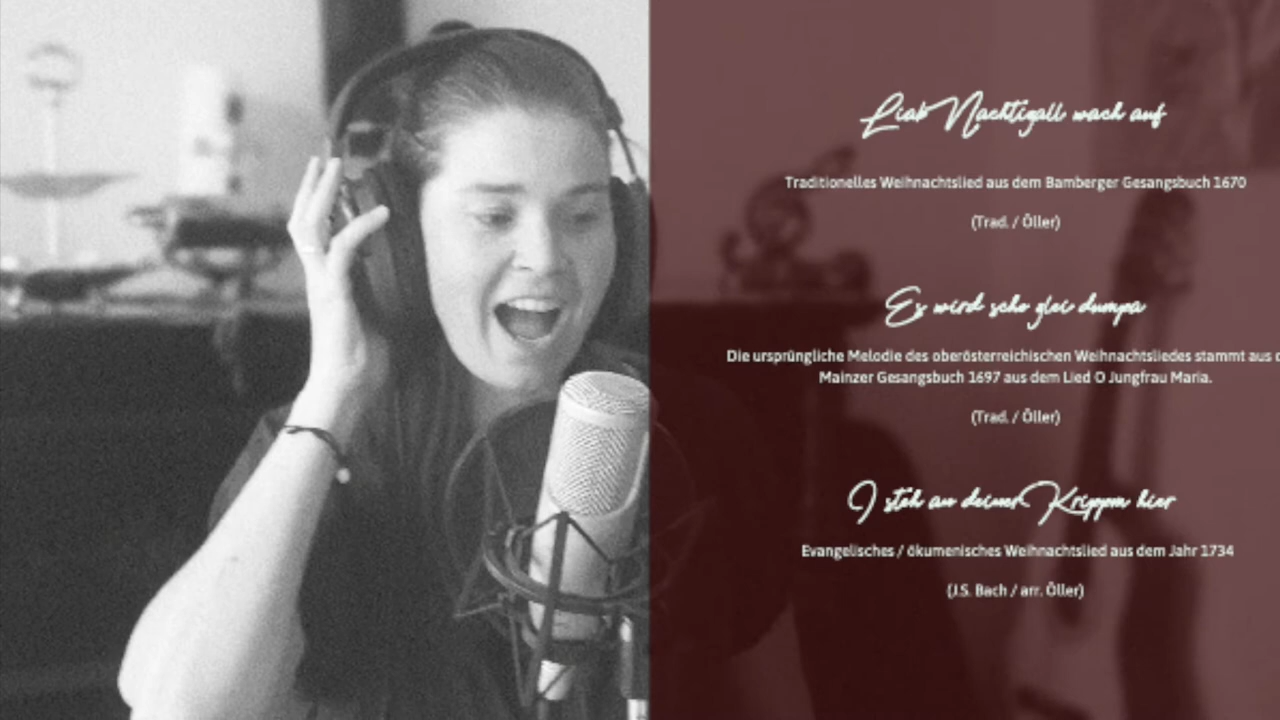 Liab Nachtigall wach auf
Traditionelles Weihnachtslied aus dem Bamberger Gesangsbuch 1670
(Trad. / Öller)
Es wird scho glei dumpa
Die ursprüngliche Melodie des oberösterreichischen Weihnachtsliedes stammt aus
Mainzer Gesangsbuch 1697 aus dem Lied O Jungfrau Maria.
(Trad. / Öller)
I steh an deiner Krippm hier
Evangelisches / ökumenisches Weihnachtslied aus dem Jahr 1734
(J.S. Bach / arr. Öller)